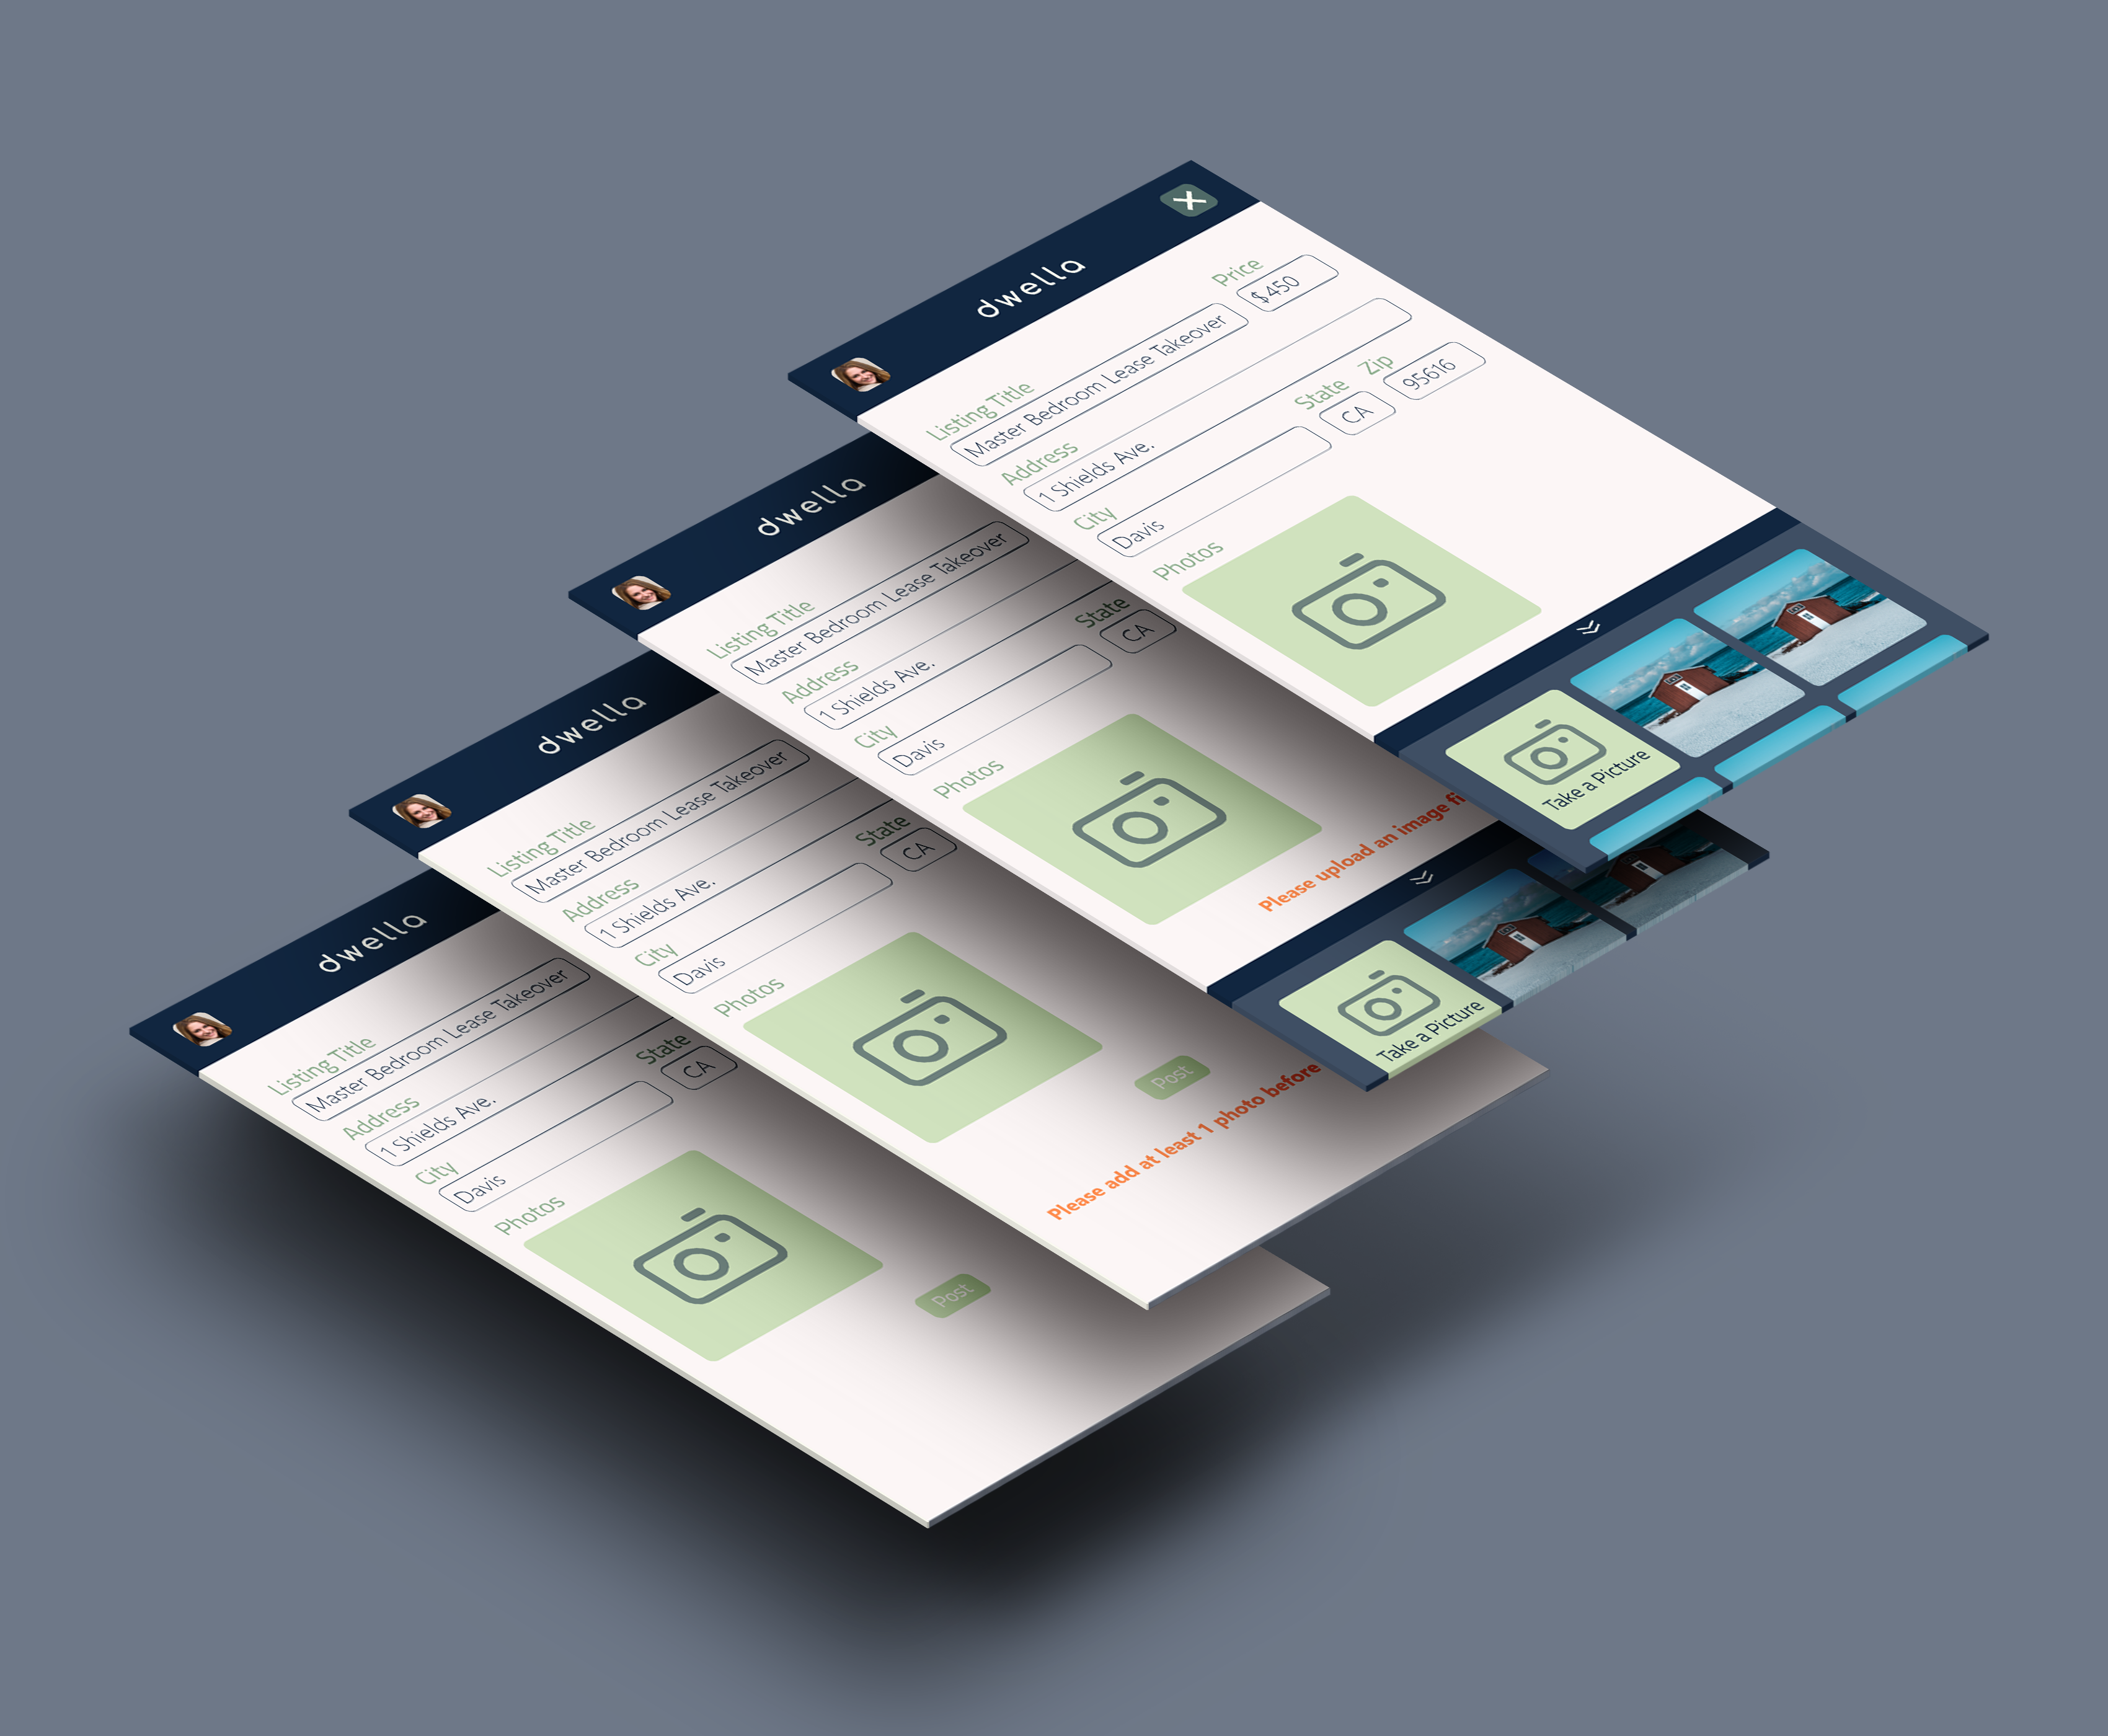 dwella
Price
$450
Listing Title
Master Bedroom Lease Takeover
Address
1 Shields Ave.
State
Zip
CA
95616
City
Davis
Photos
Take a Picture
dwella
Listing Title
Master Bedroom Lease Takeover
Address
1 Shields Ave.
State
CA
City
Davis
Photos
Please upload an image
Take a Picture
dwella
Listing Title
Master Bedroom Lease Takeover
Address
1 Shields Ave.
State
CA
City
Davis
Photos
Post
Please add at least 1 photo before
dwella
Listing Title
Master Bedroom Lease Takeover
Address
1 Shields Ave.
State
CA
City
Davis
Photos
Post